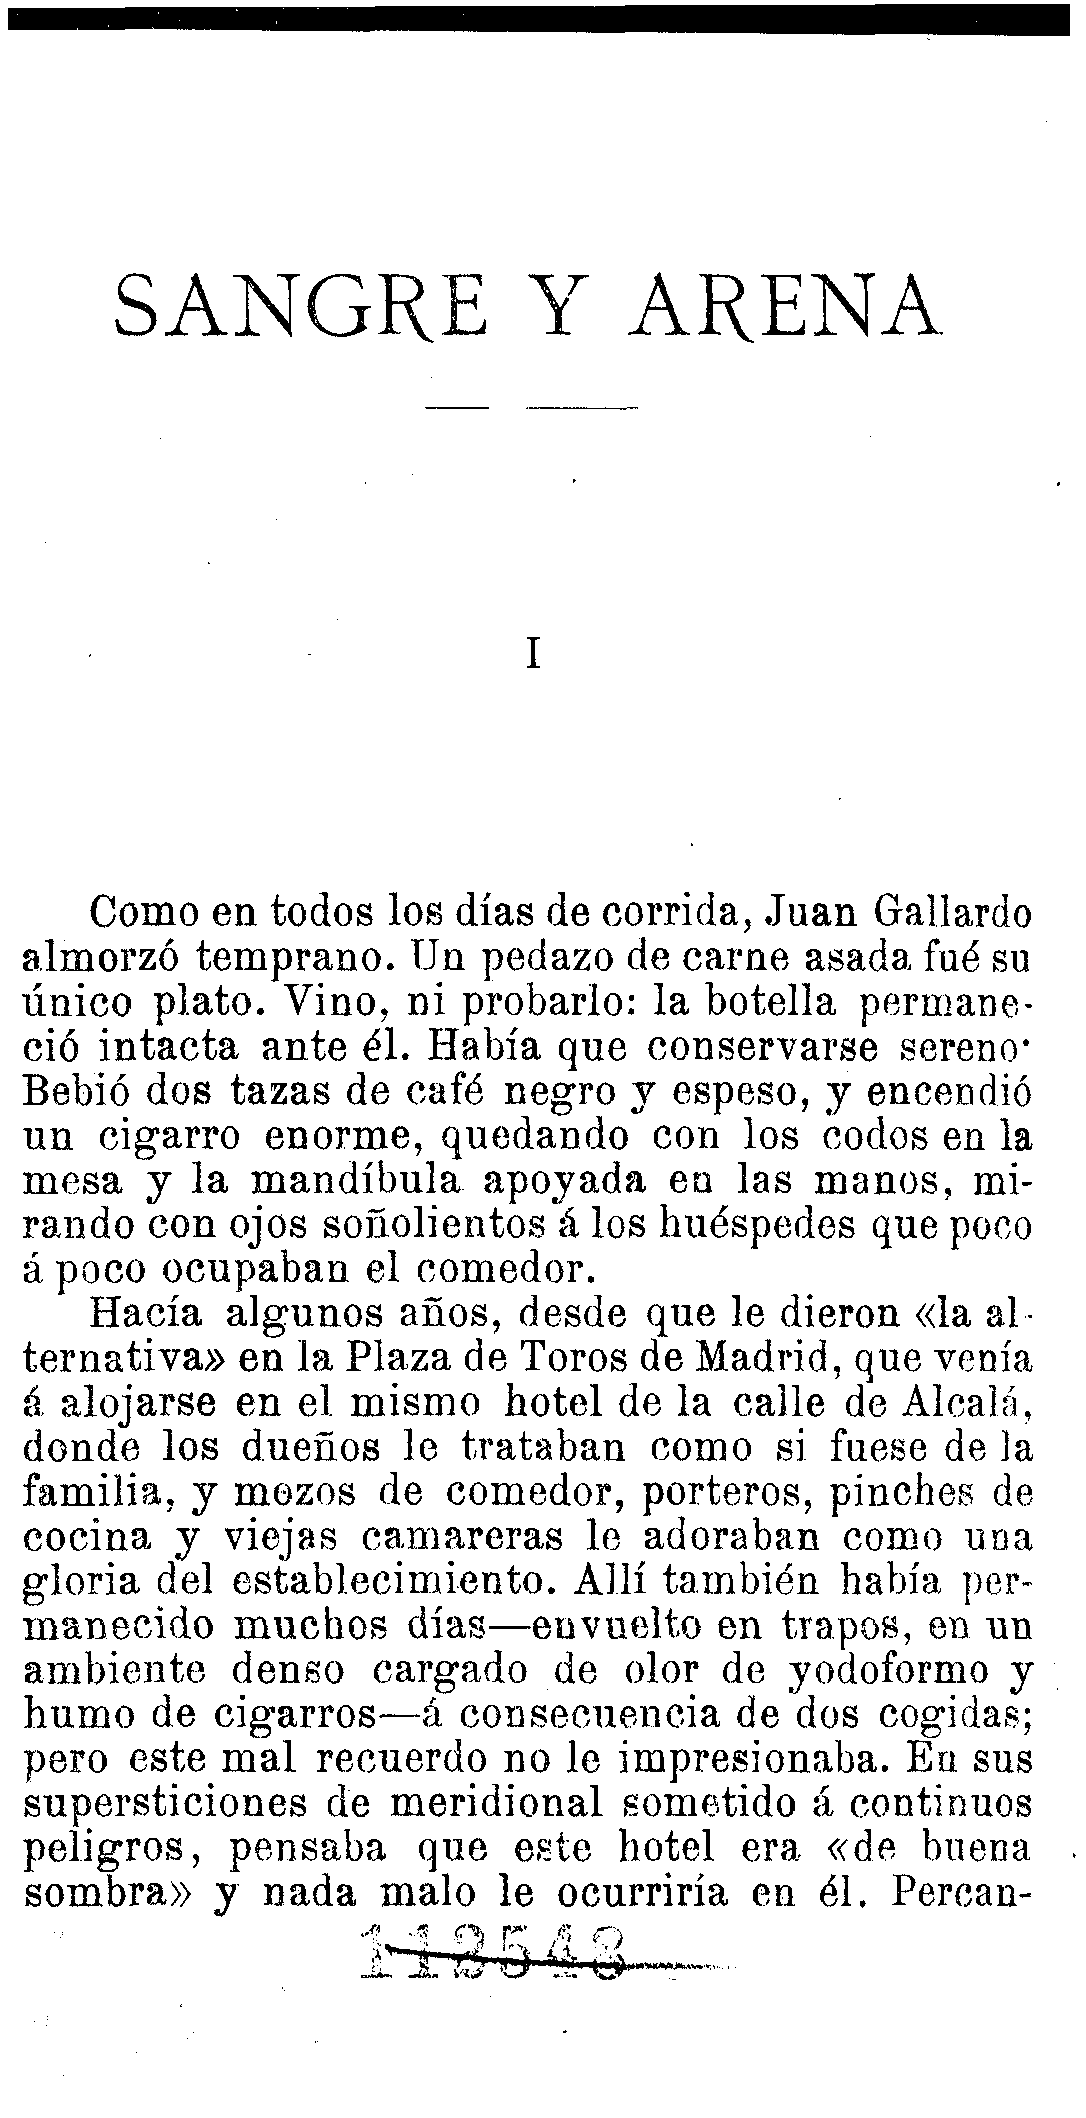 SANGRE Y ARENA
I
Como en todos los días de corrida, Juan Gallardo
almorzó temprano. Un pedazo de carne asada fué su
único plato. Vino, ni probarlo: la botella permane-
ció intacta ante él. Había que conservarse sereno·
Bebió dos tazas de café negro y espeso, y encendió
un cigarro enorme, quedando con los codos en la
mesa y la mandíbula apoyada en las manos, mi-
rando con ojos soñolientos á los huéspedes que poco
á poco ocupaban el comedor.
Hacía algunos años, desde que le dieron «la al-
ternativa» en la Plaza de Toros de Madrid, que venía
á alojarse en el mismo hotel de la calle de Alcalá,
donde los dueños le trataban como si fuese de la
familia, y mozos de comedor, porteros, pinches de
cocina y viejas camareras le adoraban como una
gloria del establecimiento. Allí también había per-
manecido muchos días—envuelto en trapos, en un
ambiente denso cargado de olor de yodoformo y
humo de cigarros—á consecuencia de dos cogidas;
pero este mal recuerdo no le impresionaba. En sus
supersticiones de meridional sometido á continuos
peligros, pensaba que este hotel era «de buena
sombra» y nada malo le ocurriría en él. Percan-